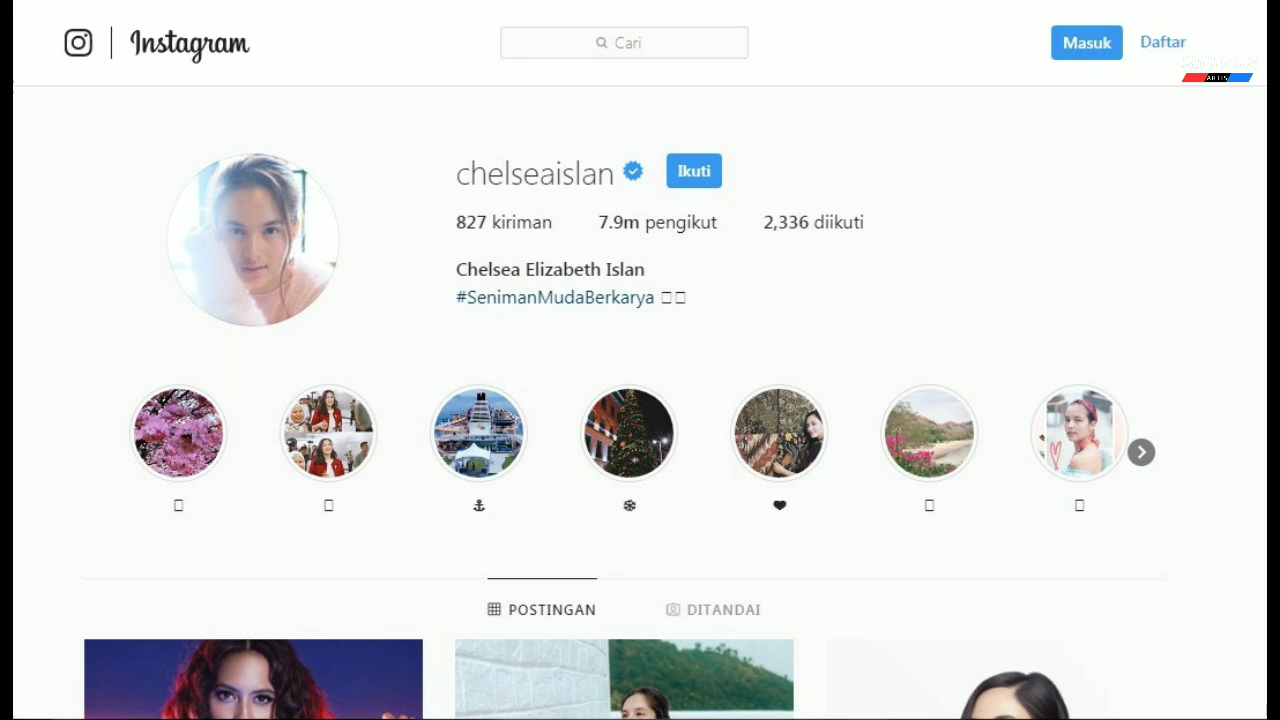 Instagram
Cari
Masuk
Daftar
ARTIS
chelseaislan
Ikuti
827 kiriman
7.9m pengikut
2,336 diikuti
Chelsea Elizabeth Islan
#SenimanMudaBerkarya
POSTINGAN
DITANDAI